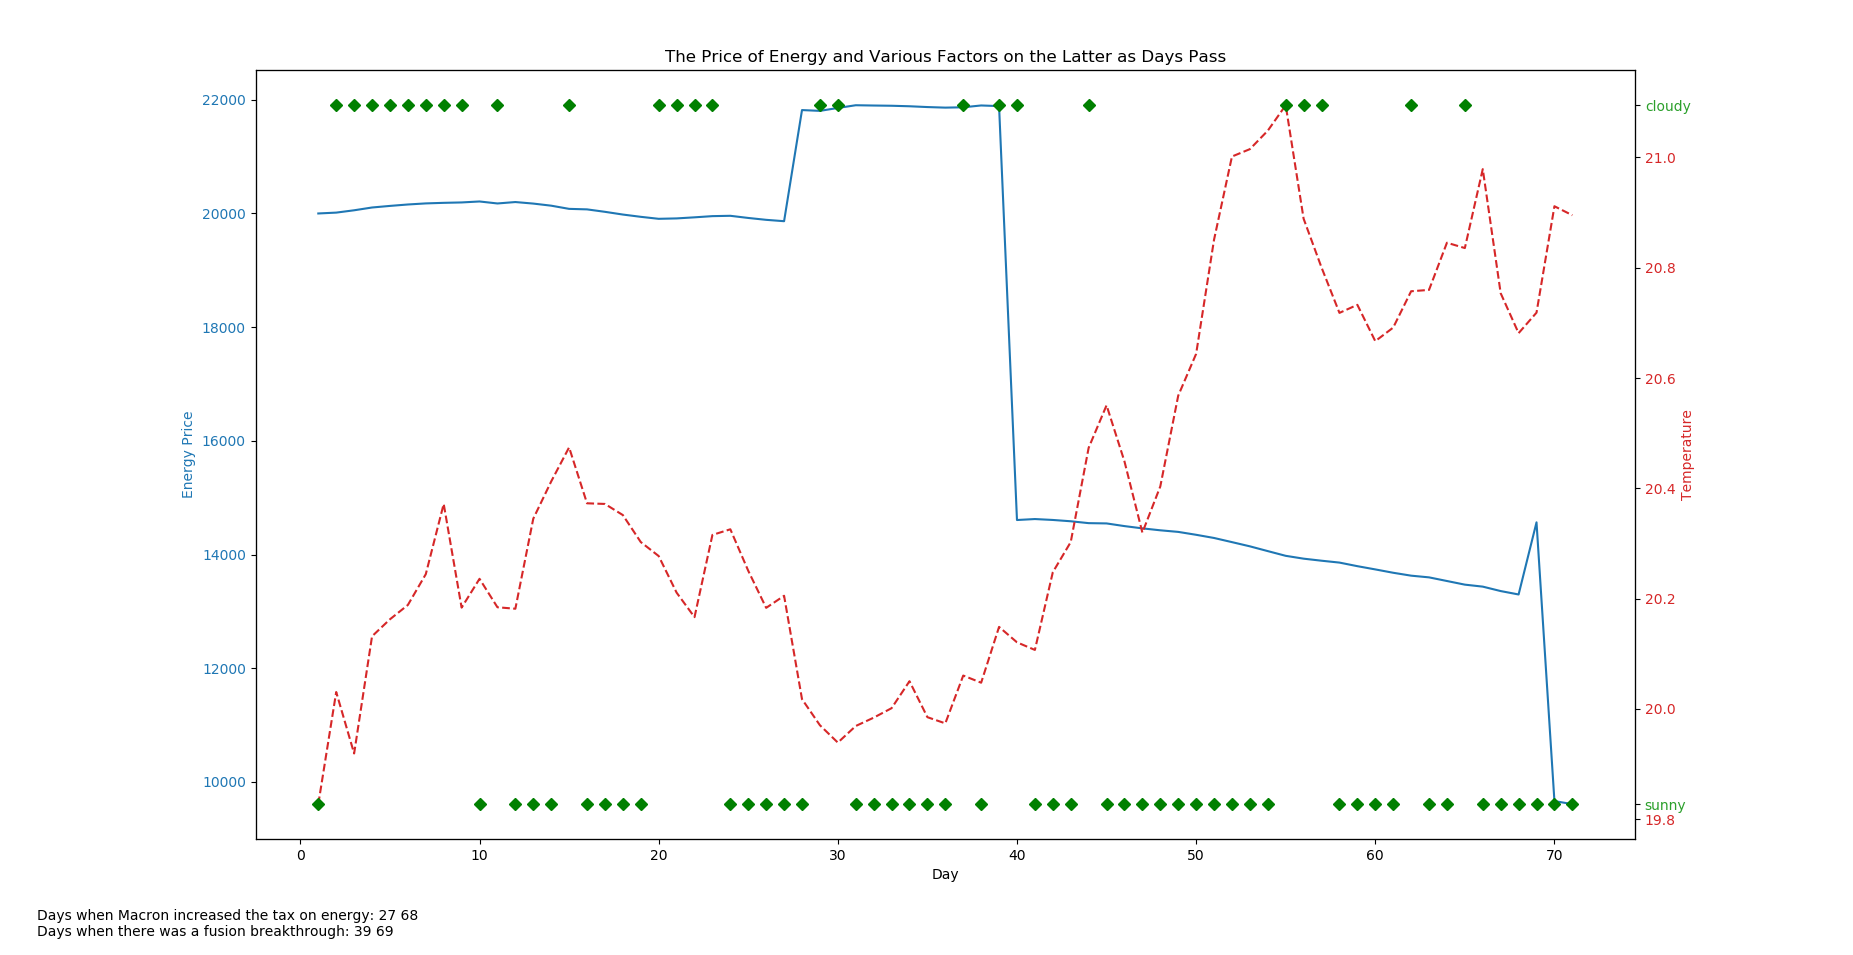 The Price of Energy and Various Factors on the Latter as Days Pass
22000
20000
18000
16000
14000
12000
10000
Energy Price
cloudy
21.0
20.8
20.6
20.4
20.2
20.0
sunny
19.8
Temperature
0 10 20 30 40 50 60 70
Day
Days when Macron increased the tax on energy: 27 68
Days when there was a fusion breakthrough: 39 69